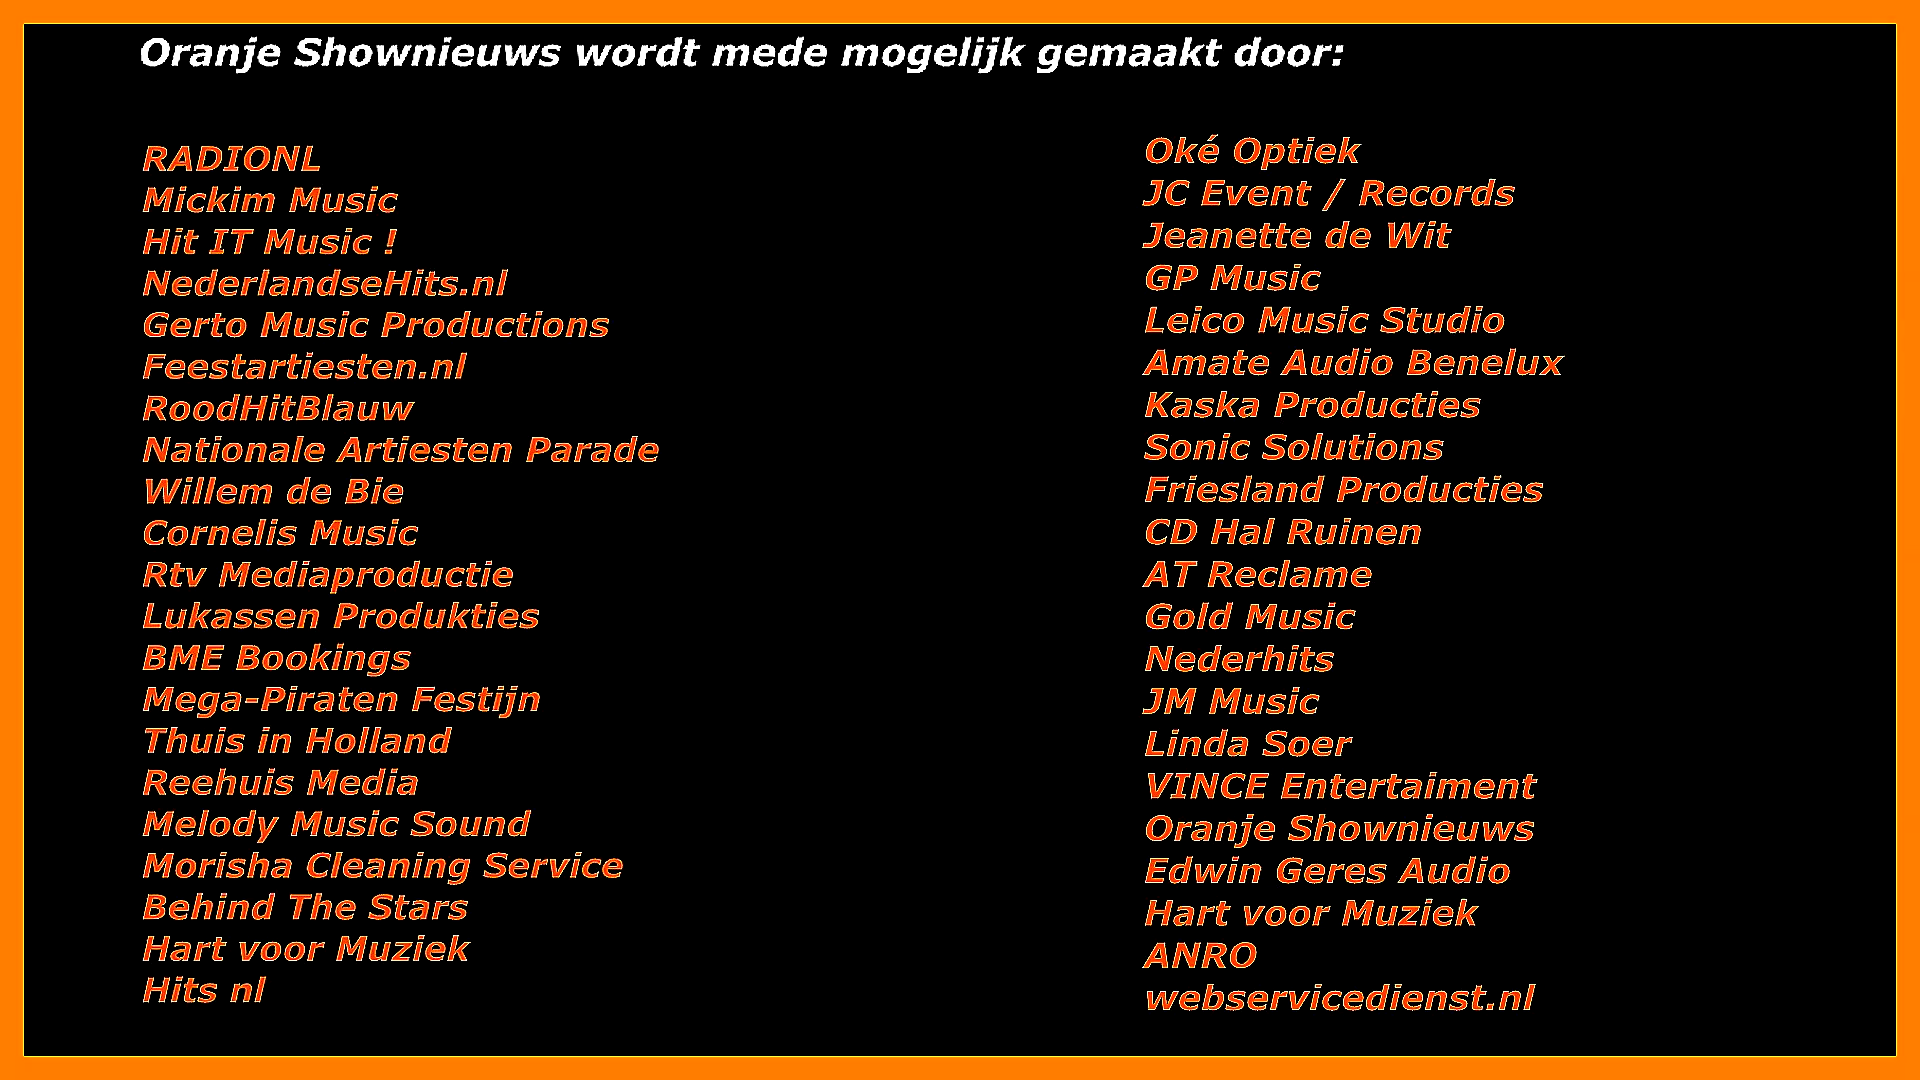 Oranje Shownieuws wordt mede mogelijk gemaakt door:
RADIONL
Mickim Music
Hit IT Music !
NederlandseHits.nl
Gerto Music Productions
Feestartiesten.nl
RoodHitBlauw
Nationale Artiesten Parade
Willem de Bie
Cornelis Music
Rtv Mediaproductie
Lukassen Produkties
BME Bookings
Mega-Piraten Festijn
Thuis in Holland
Reehuis Media
Melody Music Sound
Morisha Cleaning Service
Behind The Stars
Hart voor Muziek
Hits nl
Oké Optiek
JC Event / Records
Jeanette de Wit
GP Music
Leico Music Studio
Amate Audio Benelux
Kaska Producties
Sonic Solutions
Friesland Producties
CD Hal Ruinen
AT Reclame
Gold Music
Nederhits
JM Music
Linda Soer
VINCE Entertaiment
Oranje Shownieuws
Edwin Geres Audio
Hart voor Muziek
ANRO
webservicedienst.nl